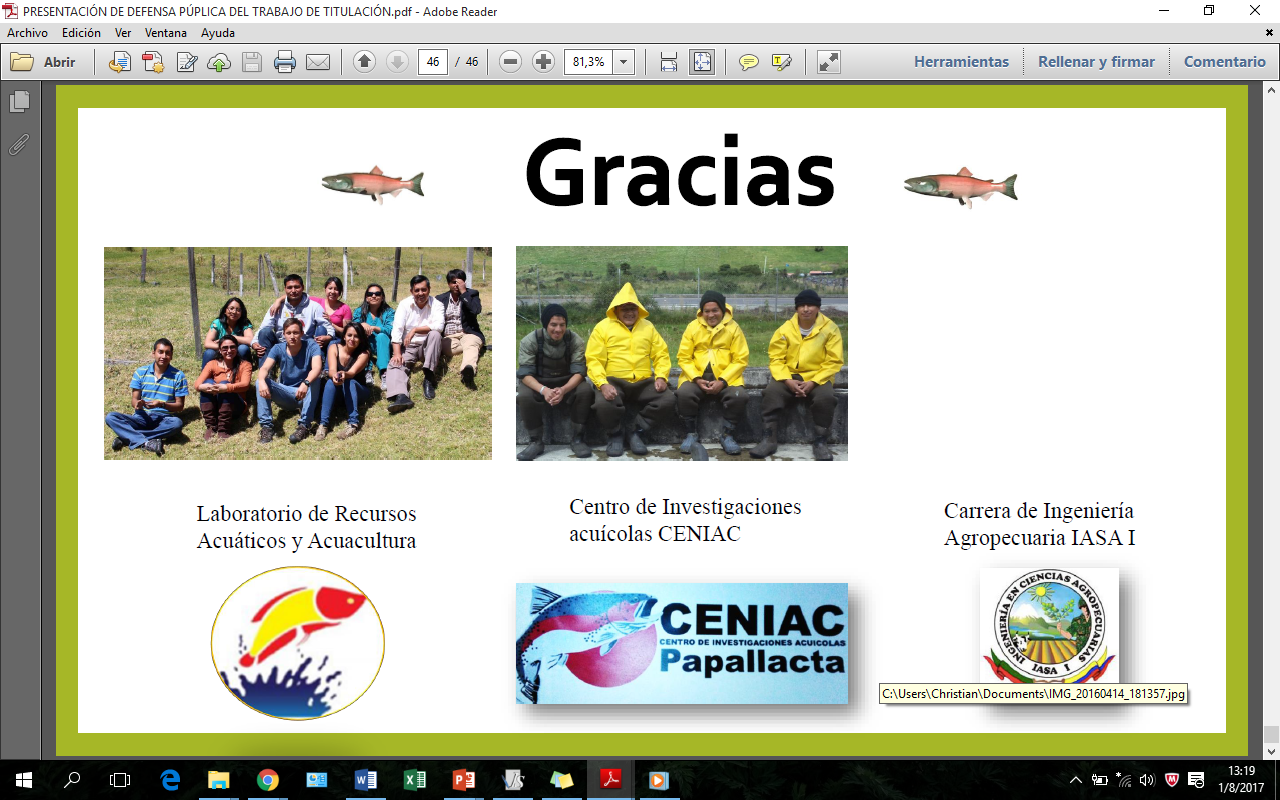 PRESENTACIÓN DE DEFENSA PÚPLICA DEL TRABAJO DE TITULACIÓN.pdf - Adobe Reader
Archivo Edición Ver Ventana Ayuda
Abrir 46 / 46 81,3% Herramientas Rellenar y firmar Comentario
Gracias
Laboratorio de Recursos
Acuáticos y Acuacultura
Centro de Investigaciones
acuícolas CENIAC
Carrera de Ingeniería
Agropecuaria IASA I
CENIAC
CENTRO DE INVESTIGACIONES ACUICOLAS
Papallacta
INGENIERÍA EN CIENCIAS AGROPECUARIAS
IASA I
C:\Users\Christian\Documents\IMG_20160414_181357.jpg
13:19
1/8/2017